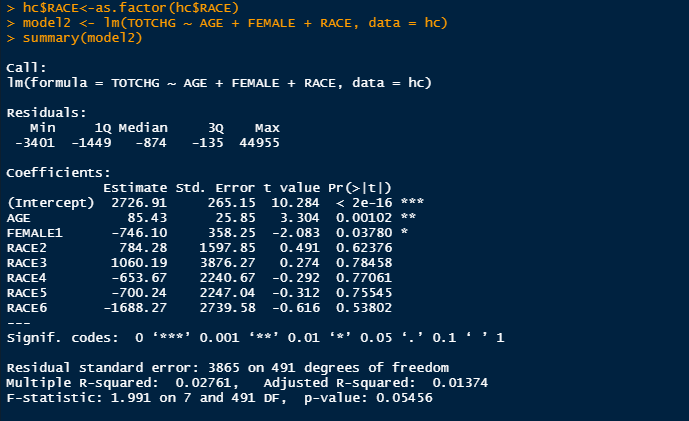 > hc$RACE<-as.factor(hc$RACE)
> model2 <- lm(TOTCHG ~ AGE + FEMALE + RACE, data = hc)
> summary(model2)
Call:
lm(formula = TOTCHG ~ AGE + FEMALE + RACE, data = hc)
Residuals:
   Min     1Q Median     3Q    Max
 -3401  -1449   -874   -135  44955
Coefficients:
            Estimate Std. Error t value Pr(>|t|)
(Intercept)  2726.91     265.15  10.284  < 2e-16 ***
AGE            85.43      25.85   3.304  0.00102 **
FEMALE1      -746.10     358.25  -2.083  0.03780 *
RACE2         784.28    1597.85   0.491  0.62376
RACE3        1060.19    3876.27   0.274  0.78458
RACE4        -653.67    2240.67  -0.292  0.77061
RACE5        -700.24    2247.04  -0.312  0.75545
RACE6       -1688.27    2739.58  -0.616  0.53802
---
Signif. codes:  0 ‘***’ 0.001 ‘**’ 0.01 ‘*’ 0.05 ‘.’ 0.1 ‘ ’ 1
Residual standard error: 3865 on 491 degrees of freedom
Multiple R-squared:  0.02761,	Adjusted R-squared:  0.01374
F-statistic: 1.991 on 7 and 491 DF,  p-value: 0.05456